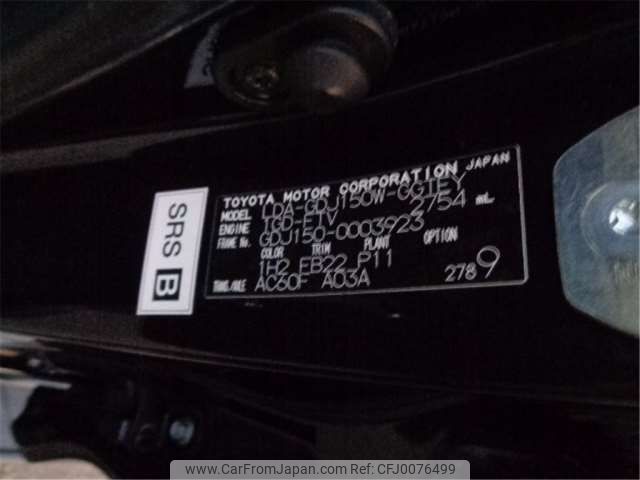 TOYOTA MOTOR CORPORATION JAPAN
MODEL LDA-GDJ150W-GGTEY
ENGINE 1GD-FTV 2754 mL
FRAME No. GDJ150-0003923
COLOR TRIM PLANT OPTION
1H2 FB22 P11
TRANS./AXLE AC60F A03A 2789
SRS B
www.CarFromJapan.com - REFNO:CFJ0076499